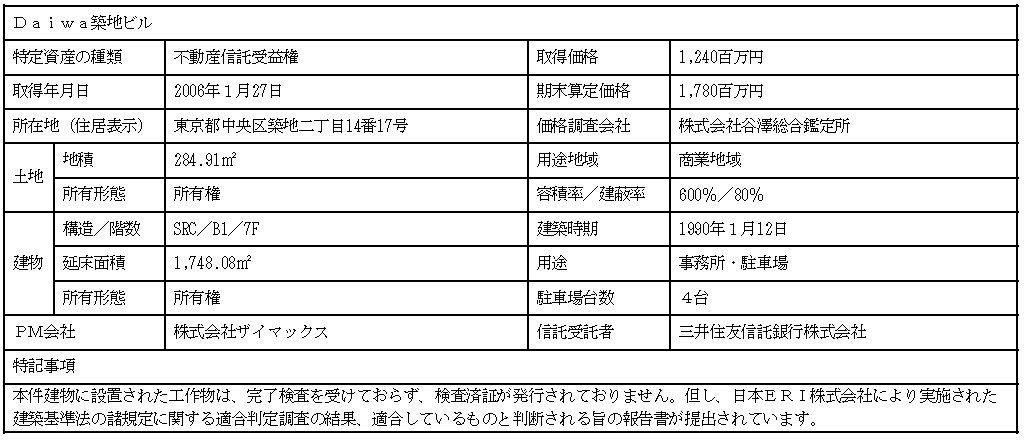 Ｄａｉｗａ築地ビル
特定資産の種類 不動産信託受益権 取得価格 1,240百万円
取得年月日 2006年１月27日 期末算定価格 1,780百万円
所在地（住居表示） 東京都中央区築地二丁目14番17号 価格調査会社 株式会社谷澤総合鑑定所
土地 地積 284.91㎡ 用途地域 商業地域
所有形態 所有権 容積率／建蔽率 600%／80%
建物 構造／階数 SRC／B1／7F 建築時期 1990年１月12日
延床面積 1,748.08㎡ 用途 事務所・駐車場
所有形態 所有権 駐車場台数 ４台
ＰＭ会社 株式会社ザイマックス 信託受託者 三井住友信託銀行株式会社
特記事項
本件建物に設置された工作物は、完了検査を受けておらず、検査済証が発行されておりません。但し、日本ＥＲＩ株式会社により実施された
建築基準法の諸規定に関する適合判定調査の結果、適合しているものと判断される旨の報告書が提出されています。